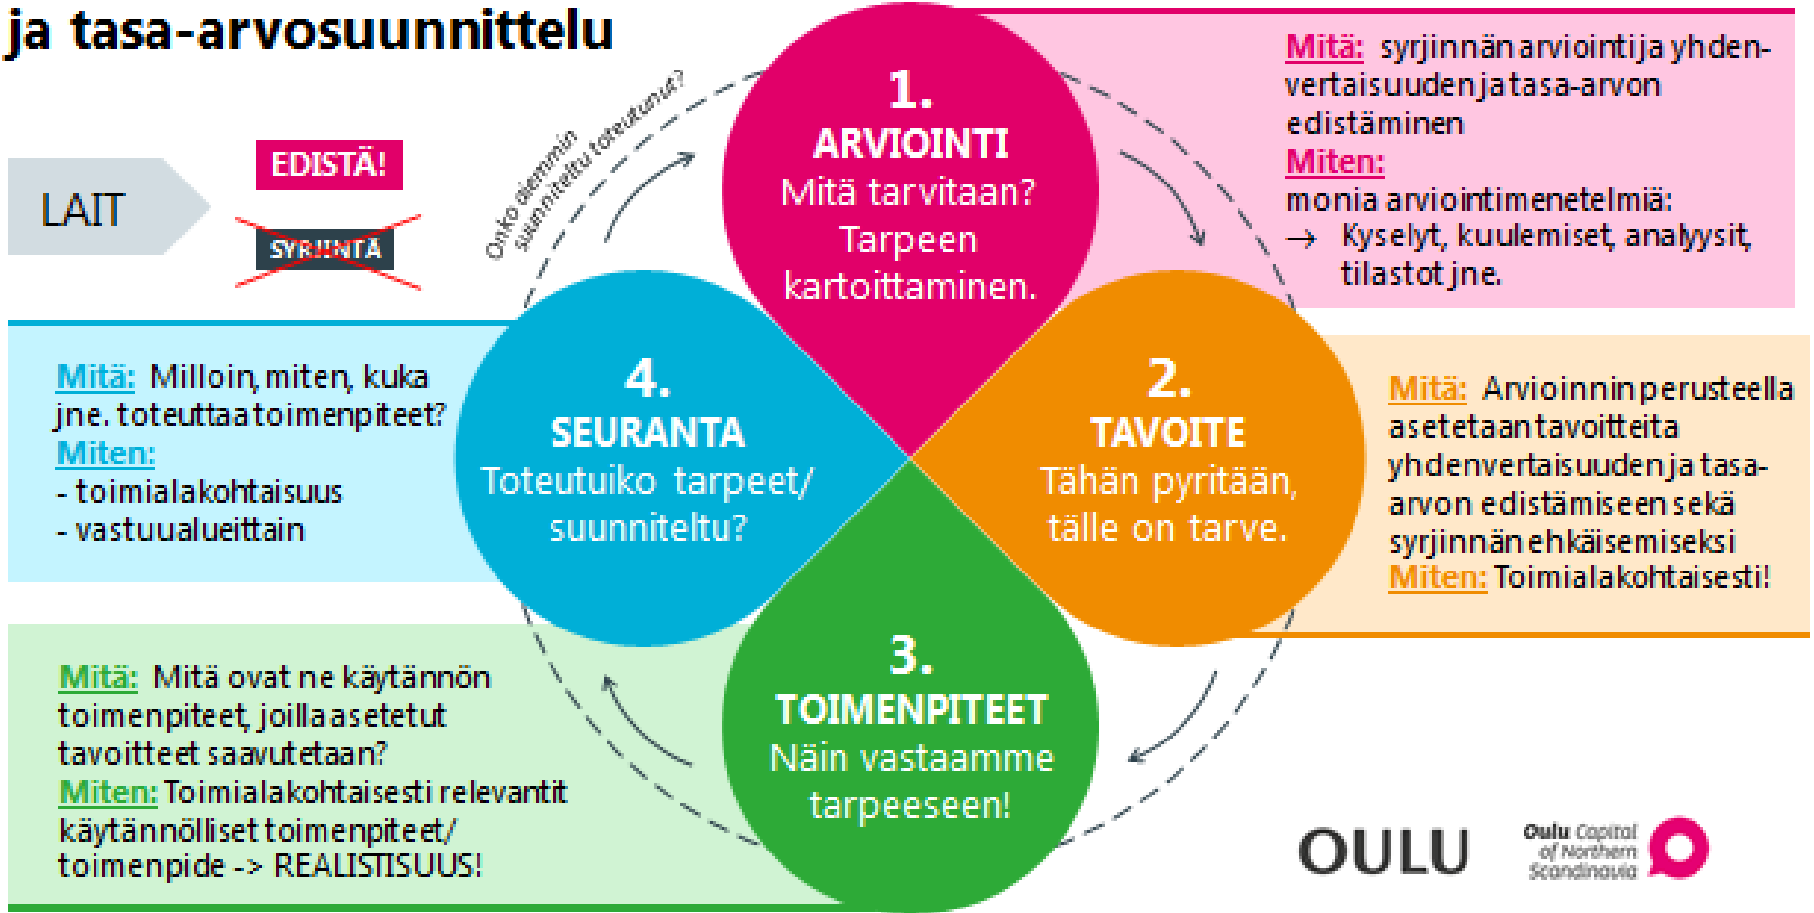 ja tasa-arvosuunnittelu
LAIT
EDISTÄ!
SYRJINTÄ
Onko aiemmin
suunniteltu toteutunut?
1.
ARVIOINTI
Mitä tarvitaan?
Tarpeen
kartoittaminen.
Mitä: syrjinnän arviointi ja yhden-
vertaisuuden ja tasa-arvon
edistäminen
Miten:
monia arviointimenetelmiä:
→ Kyselyt, kuulemiset, analyysit,
tilastot jne.
2.
TAVOITE
Tähän pyritään,
tälle on tarve.
Mitä: Arvioinnin perusteella
asetetaan tavoitteita
yhdenvertaisuuden ja tasa-
arvon edistämiseen sekä
syrjinnän ehkäisemiseksi
Miten: Toimialakohtaisesti!
3.
TOIMENPITEET
Näin vastaamme
tarpeeseen!
Mitä: Mitä ovat ne käytännön
toimenpiteet, joilla asetetut
tavoitteet saavutetaan?
Miten: Toimialakohtaisesti relevantit
käytännölliset toimenpiteet/
toimenpide -> REALISTISUUS!
4.
SEURANTA
Toteutuiko tarpeet/
suunniteltu?
Mitä: Milloin, miten, kuka
jne. toteuttaa toimenpiteet?
Miten:
- toimialakohtaisuus
- vastuualueittain
OULU
Oulu Capital
of Northern
Scandinavia